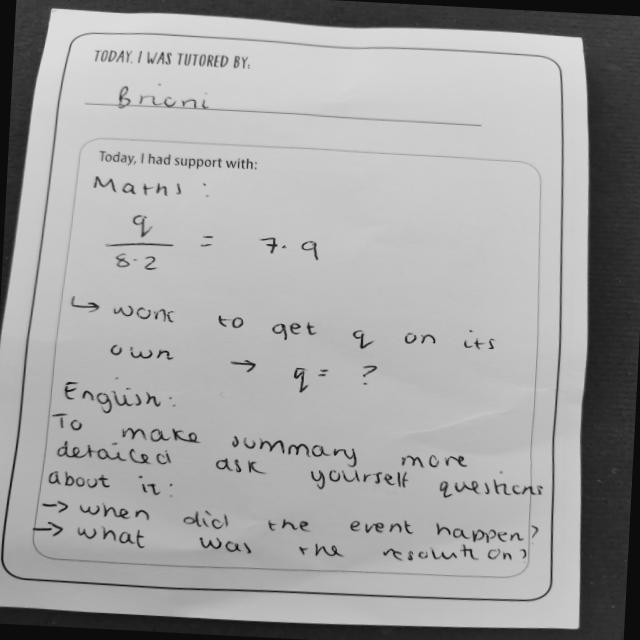 TODAY, I WAS TUTORED BY:
Brioni
Today, I had support with:
Maths:
q
8.2
= 7.9
↳ work to get q on its
own → q = ?
English:
To make summary more
detailed ask yourself questions
about it:
→ when did the event happen?
→ what was the resolution?